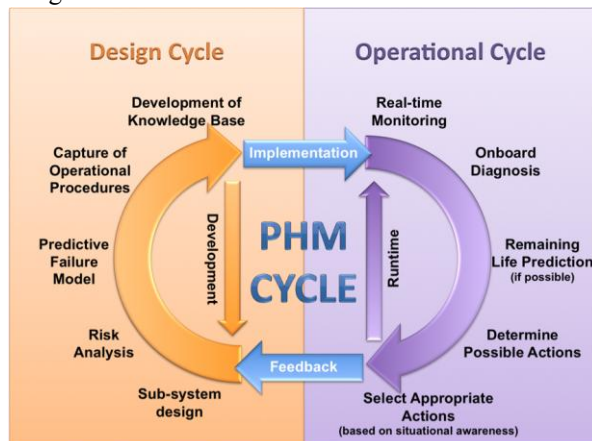 Design Cycle
Operational Cycle
Development of
Knowledge Base
Real-time
Monitoring
Implementation
Capture of
Operational
Procedures
Onboard
Diagnosis
Predictive
Failure
Model
Development
PHM
CYCLE
Runtime
Remaining
Life Prediction
(if possible)
Risk
Analysis
Determine
Possible Actions
Feedback
Sub-system
design
Select Appropriate
Actions
(based on situational awareness)